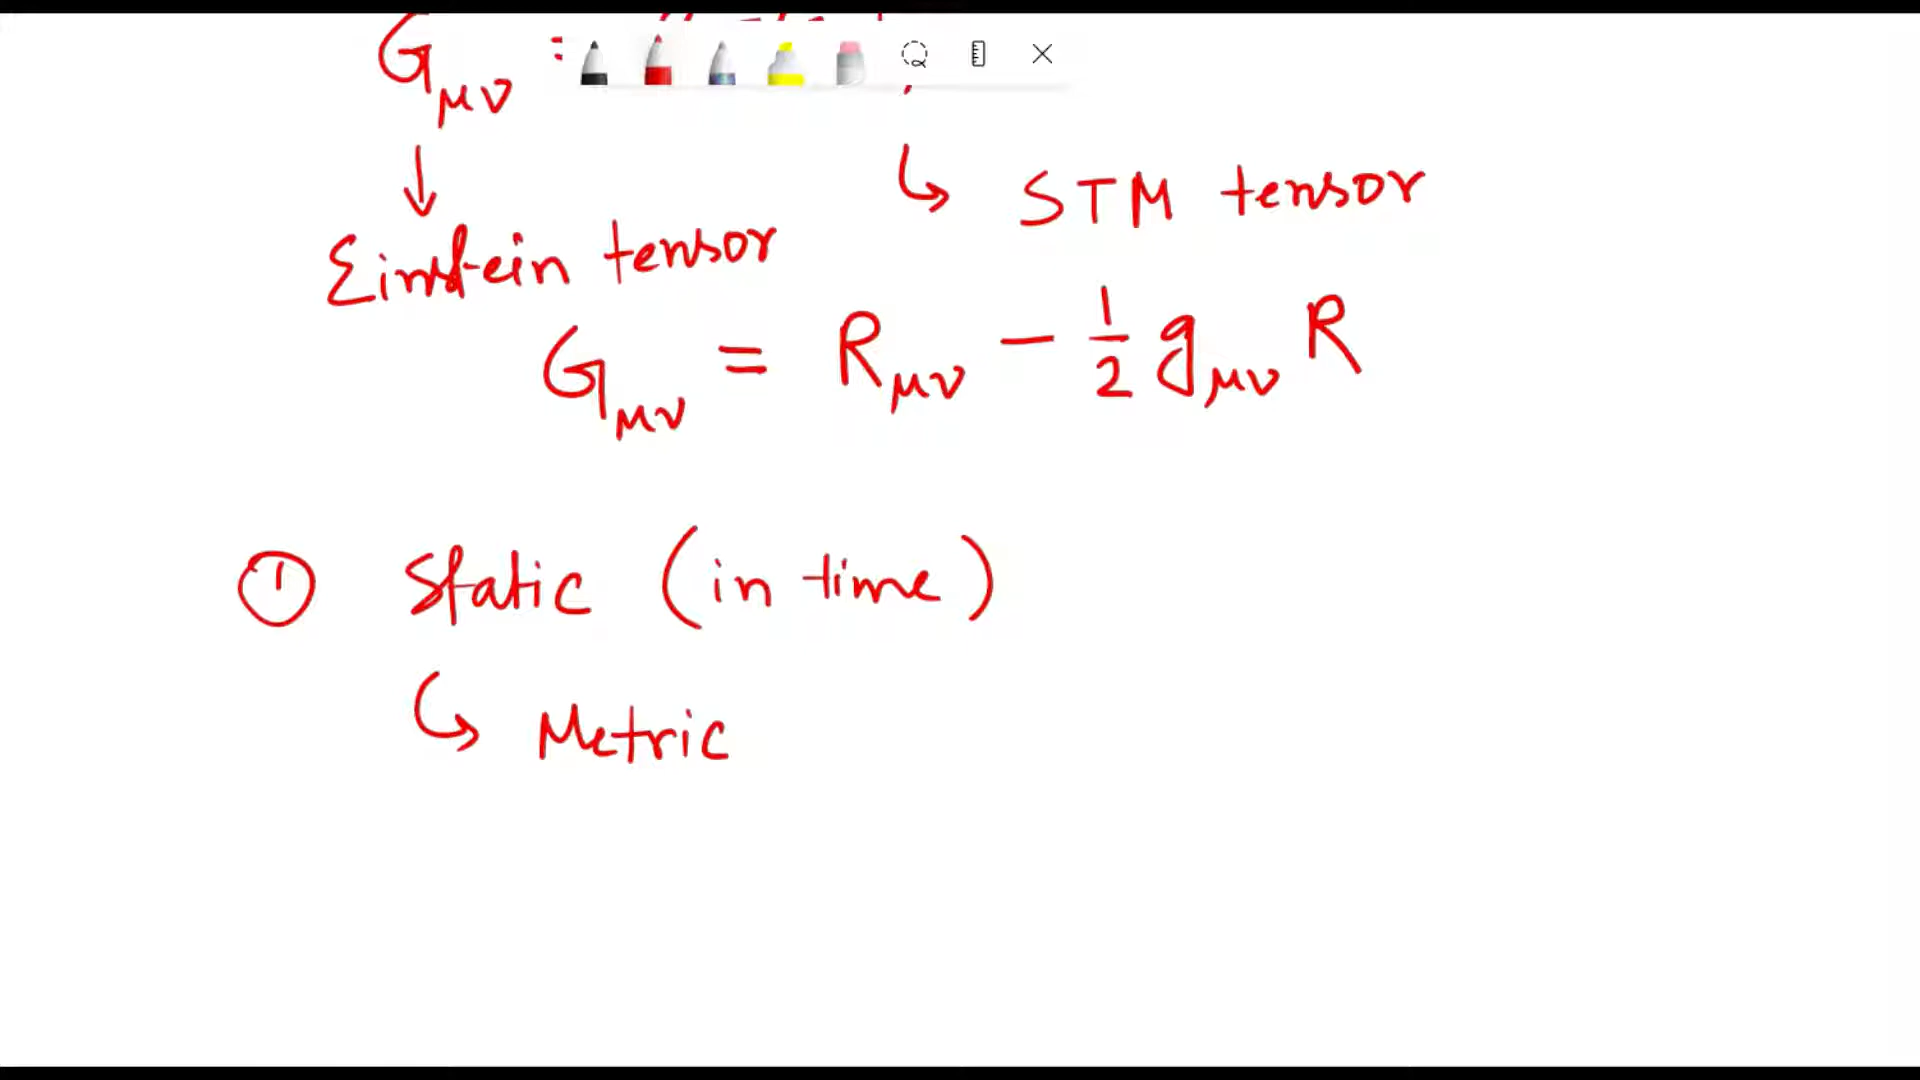 Gμν =
STM tensor
Einstein tensor
Gμν = Rμν - 1/2 gμν R
① Static (in time)
Metric